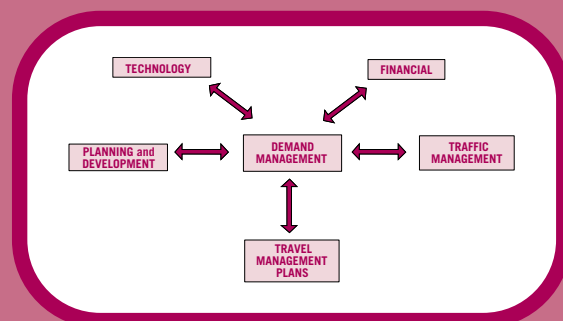 TECHNOLOGY
FINANCIAL
PLANNING and
DEVELOPMENT
DEMAND
MANAGEMENT
TRAFFIC
MANAGEMENT
TRAVEL
MANAGEMENT
PLANS